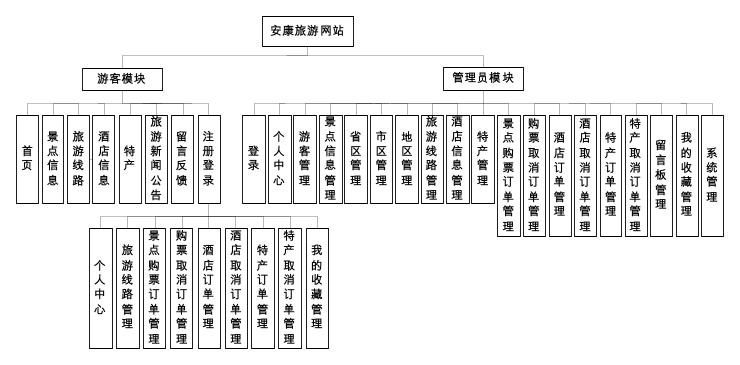 安康旅游网站
游客模块
管理员模块
首页
景点信息
旅游线路
酒店信息
特产
旅游新闻公告
留言反馈
注册登录
登录
个人中心
游客管理
景点信息管理
省区管理
市区管理
地区管理
旅游线路管理
酒店信息管理
特产管理
景点购票订单管理
购票取消订单管理
酒店订单管理
酒店取消订单管理
特产订单管理
特产取消订单管理
留言板管理
我的收藏管理
系统管理
个人中心
旅游线路管理
景点购票订单管理
购票取消订单管理
酒店订单管理
酒店取消订单管理
特产订单管理
特产取消订单管理
我的收藏管理